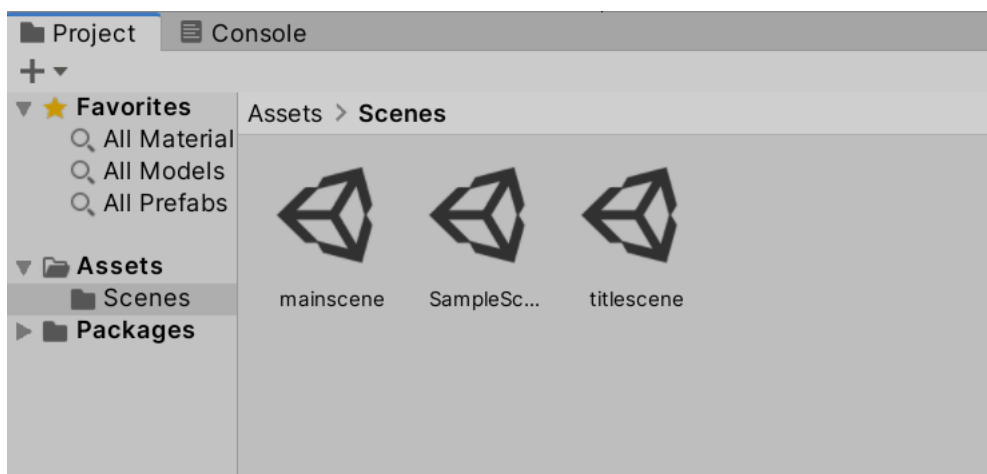 Project Console
Favorites
All Material
All Models
All Prefabs
Assets
Scenes
Packages
Assets > Scenes
mainscene SampleSc... titlescene